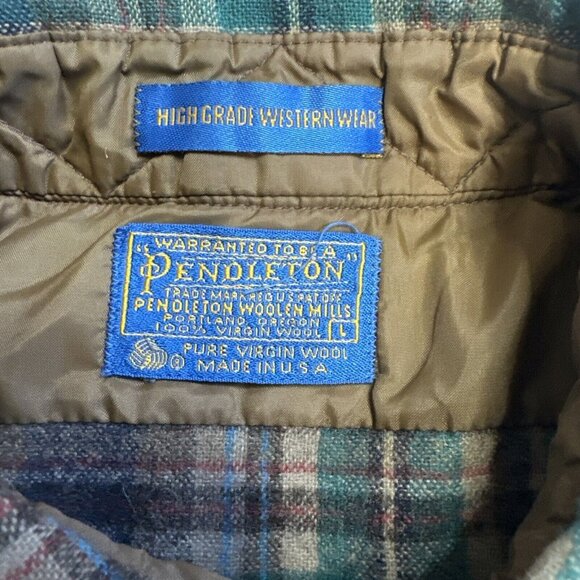 HIGH GRADE WESTERN WEAR
"WARRANTED TO BE A"
PENDLETON
TRADE MARK REG U.S. PAT. OFF.
PENDLETON WOOLEN MILLS
PORTLAND, OREGON
100% VIRGIN WOOL L
® PURE VIRGIN WOOL
MADE IN U.S.A